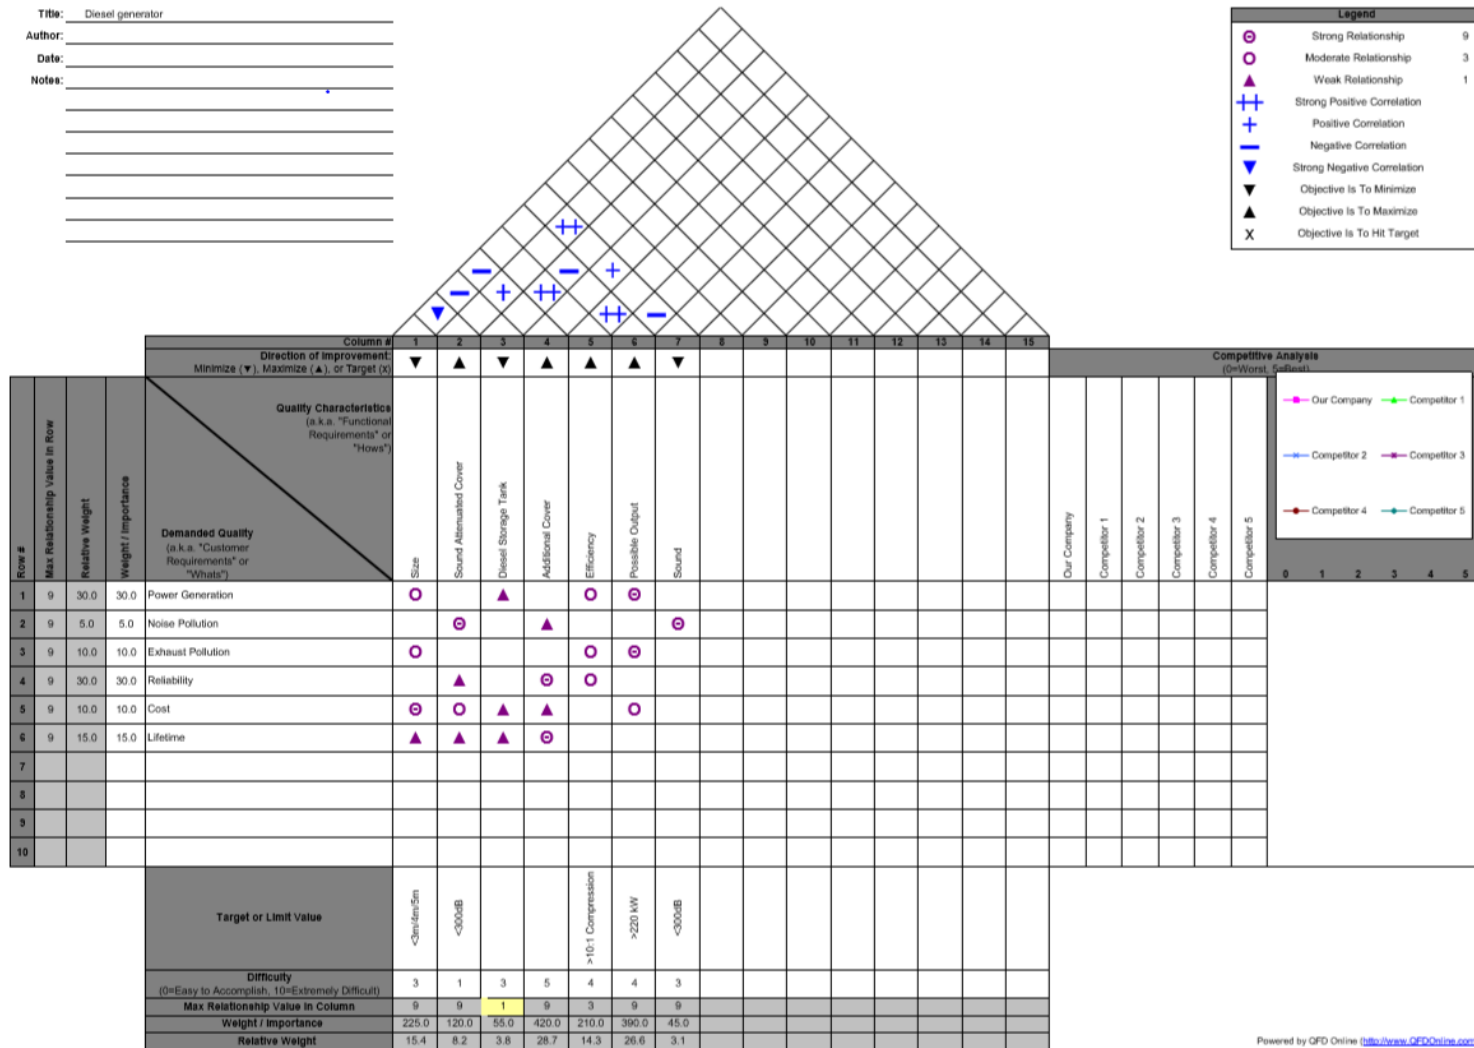 Title: Diesel generator
Author:
Date:
Notes:
Legend
Strong Relationship 9
Moderate Relationship 3
Weak Relationship 1
Strong Positive Correlation
Positive Correlation
Negative Correlation
Strong Negative Correlation
▼ Objective Is To Minimize
▲ Objective Is To Maximize
X Objective Is To Hit Target
Column # 1 2 3 4 5 6 7 8 9 10 11 12 13 14 15
Direction of Improvement:
Minimize (▼), Maximize (▲), or Target (x) ▼ ▲ ▼ ▲ ▲ ▲ ▼
Competitive Analysis
(0=Worst, 5=Best)
Row #
Max Relationship Value in Row
Relative Weight
Weight / Importance
Quality Characteristics
(a.k.a. "Functional
Requirements" or
"Hows")
Demanded Quality
(a.k.a. "Customer
Requirements" or
"Whats")
Size
Sound Attenuated Cover
Diesel Storage Tank
Additional Cover
Efficiency
Possible Output
Sound
Our Company
Competitor 1
Competitor 2
Competitor 3
Competitor 4
Competitor 5
Our Company Competitor 1
Competitor 2 Competitor 3
Competitor 4 Competitor 5
0 1 2 3 4 5
1 9 30.0 30.0 Power Generation
2 9 5.0 5.0 Noise Pollution
3 9 10.0 10.0 Exhaust Pollution
4 9 30.0 30.0 Reliability
5 9 10.0 10.0 Cost
6 9 15.0 15.0 Lifetime
7
8
9
10
Target or Limit Value
<3m/4m/5m
<300dB
>10:1 Compression
>220 kW
<300dB
Difficulty
(0=Easy to Accomplish, 10=Extremely Difficult) 3 1 3 5 4 4 3
Max Relationship Value in Column 9 9 1 9 3 9 9
Weight / Importance 225.0 120.0 55.0 420.0 210.0 390.0 45.0
Relative Weight 15.4 8.2 3.8 28.7 14.3 26.6 3.1
Powered by QFD Online (http://www.QFDOnline.com